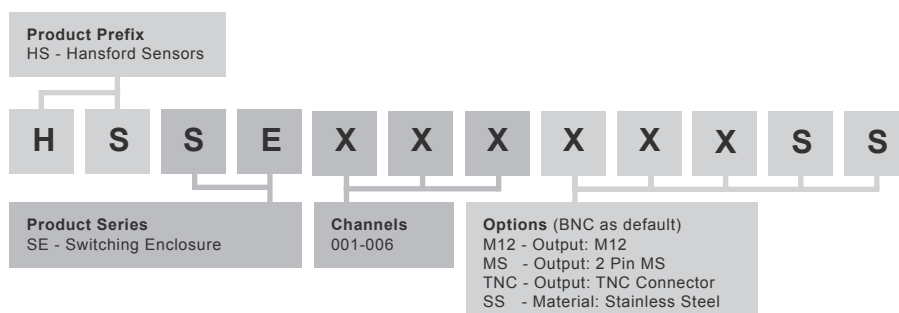 Product Prefix
HS - Hansford Sensors
H S S E X X X X X X S S
Product Series
SE - Switching Enclosure
Channels
001-006
Options (BNC as default)
M12 - Output: M12
MS - Output: 2 Pin MS
TNC - Output: TNC Connector
SS - Material: Stainless Steel